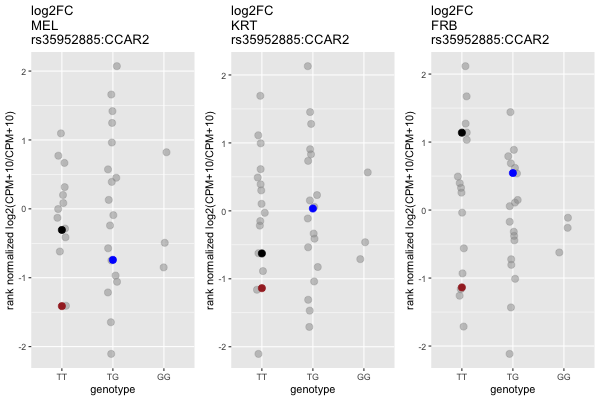 log2FC
MEL
rs35952885:CCAR2
rank normalized log2(CPM+10/CPM+10)
2
1
0
-1
-2
TT
TG
GG
genotype
log2FC
KRT
rs35952885:CCAR2
rank normalized log2(CPM+10/CPM+10)
2
1
0
-1
-2
TT
TG
GG
genotype
log2FC
FRB
rs35952885:CCAR2
rank normalized log2(CPM+10/CPM+10)
2
1
0
-1
-2
TT
TG
GG
genotype